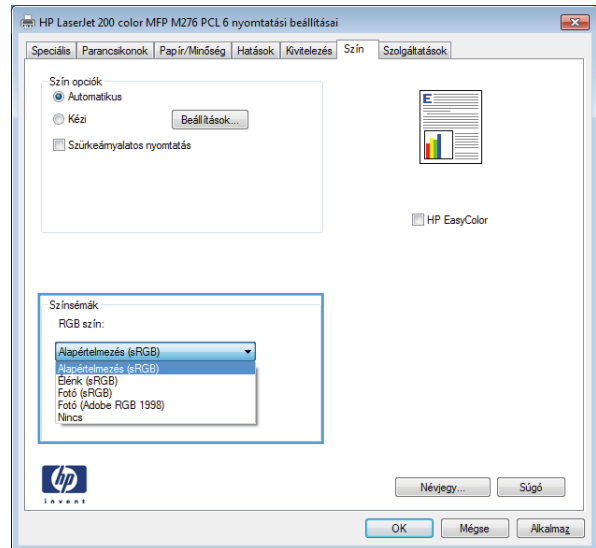 HP LaserJet 200 color MFP M276 PCL 6 nyomtatási beállításai
Speciális Parancsikonok Papír/Minőség Hatások Kivitelezés Szín Szolgáltatások
Szín opciók
Automatikus
Kézi
Beállítások...
Szürkeárnyalatos nyomtatás
E
HP EasyColor
Színsémák
RGB szín:
Alapértelmezés (sRGB)
Alapértelmezés (sRGB)
Élénk (sRGB)
Fotó (sRGB)
Fotó (Adobe RGB 1998)
Nincs
hp
invent
Névjegy... Súgó
OK Mégse Alkalmaz